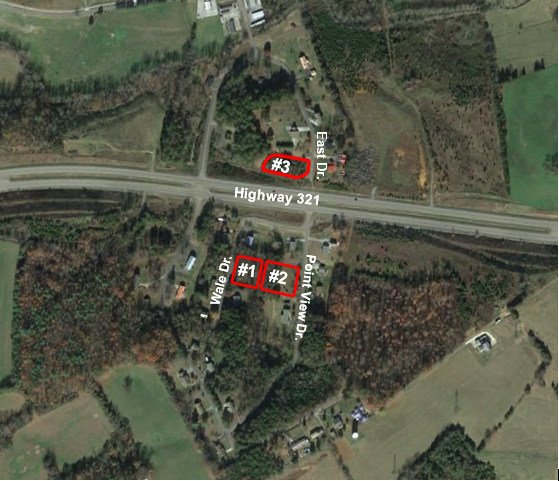 East Dr.
#3
Highway 321
Wale Dr.
#1
#2
Point View Dr.